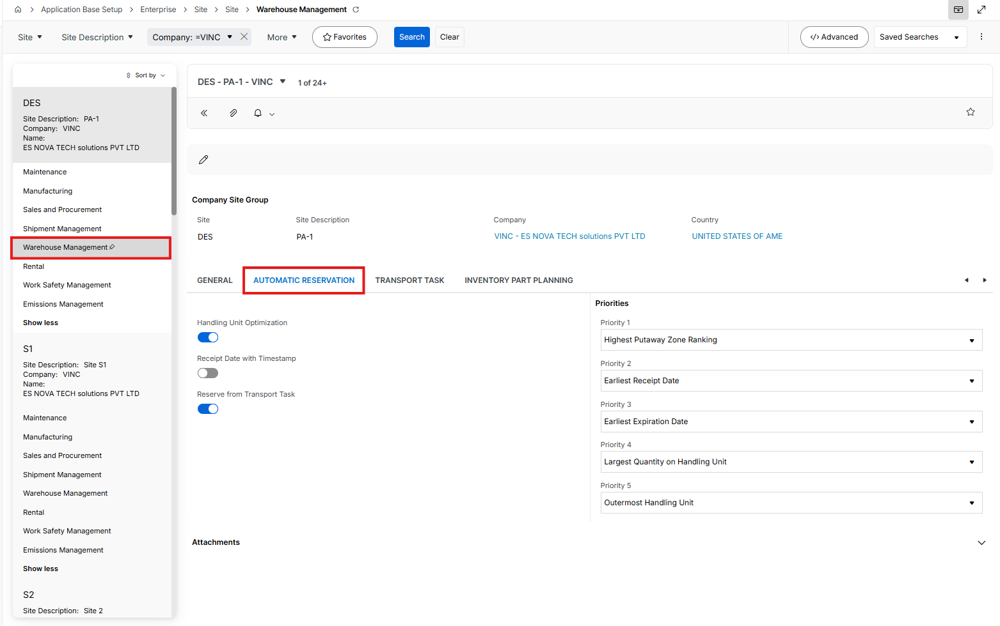 Application Base Setup > Enterprise > Site > Site > Warehouse Management
Site Site Description Company: =VINC More Favorites Search Clear </> Advanced Saved Searches
Sort by
DES
Site Description: PA-1
Company: VINC
Name:
ES NOVA TECH solutions PVT LTD
Maintenance
Manufacturing
Sales and Procurement
Shipment Management
Warehouse Management
Rental
Work Safety Management
Emissions Management
Show less
S1
Site Description: Site S1
Company: VINC
Name:
ES NOVA TECH solutions PVT LTD
Maintenance
Manufacturing
Sales and Procurement
Shipment Management
Warehouse Management
Rental
Work Safety Management
Emissions Management
Show less
S2
Site Description: Site 2
DES - PA-1 - VINC 1 of 24+
Company Site Group
Site Site Description Company Country
DES PA-1 VINC - ES NOVA TECH solutions PVT LTD UNITED STATES OF AME
GENERAL AUTOMATIC RESERVATION TRANSPORT TASK INVENTORY PART PLANNING
Handling Unit Optimization
Receipt Date with Timestamp
Reserve from Transport Task
Priorities
Priority 1
Highest Putaway Zone Ranking
Priority 2
Earliest Receipt Date
Priority 3
Earliest Expiration Date
Priority 4
Largest Quantity on Handling Unit
Priority 5
Outermost Handling Unit
Attachments